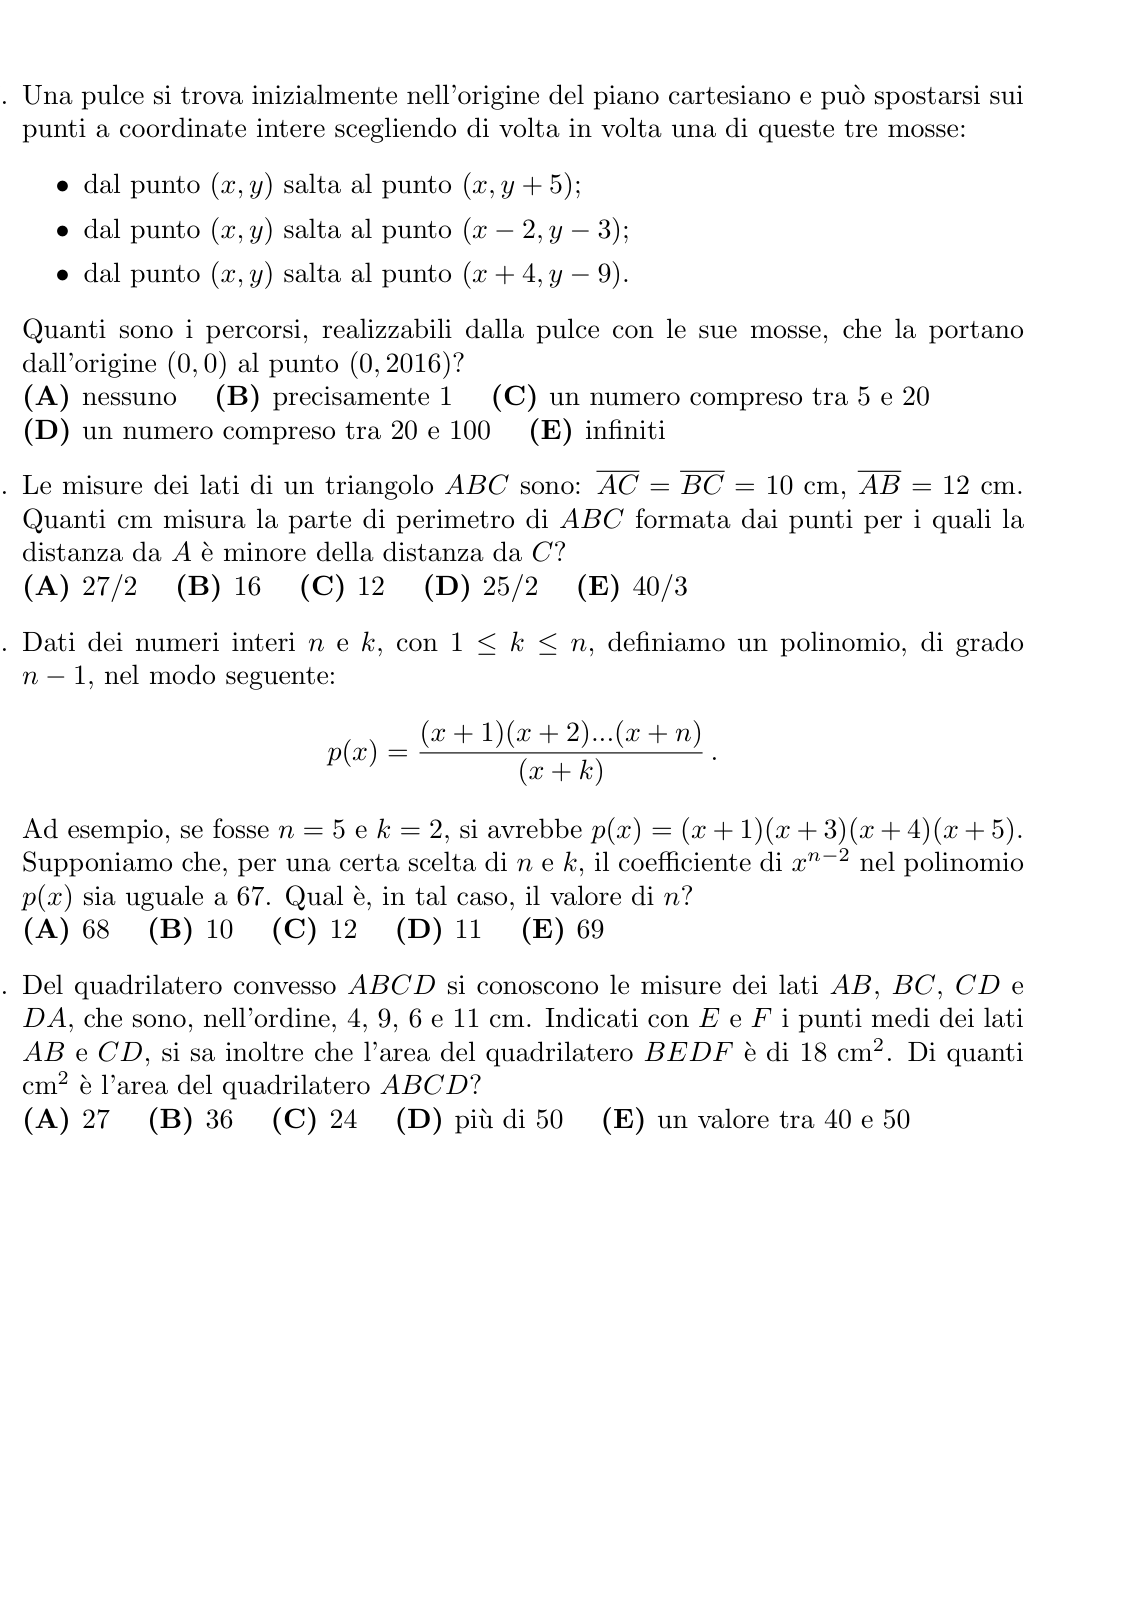 . Una pulce si trova inizialmente nell'origine del piano cartesiano e può spostarsi sui
punti a coordinate intere scegliendo di volta in volta una di queste tre mosse:
• dal punto (x, y) salta al punto (x, y + 5);
• dal punto (x, y) salta al punto (x − 2, y − 3);
• dal punto (x, y) salta al punto (x + 4, y − 9).
Quanti sono i percorsi, realizzabili dalla pulce con le sue mosse, che la portano
dall'origine (0, 0) al punto (0, 2016)?
(A) nessuno (B) precisamente 1 (C) un numero compreso tra 5 e 20
(D) un numero compreso tra 20 e 100 (E) infiniti
. Le misure dei lati di un triangolo ABC sono: $\overline{AC}$ = $\overline{BC}$ = 10 cm, $\overline{AB}$ = 12 cm.
Quanti cm misura la parte di perimetro di ABC formata dai punti per i quali la
distanza da A è minore della distanza da C?
(A) 27/2 (B) 16 (C) 12 (D) 25/2 (E) 40/3
. Dati dei numeri interi n e k, con 1 ≤ k ≤ n, definiamo un polinomio, di grado
n − 1, nel modo seguente:
$p(x) = \frac{(x + 1)(x + 2)...(x + n)}{(x + k)}$ .
Ad esempio, se fosse n = 5 e k = 2, si avrebbe p(x) = (x + 1)(x + 3)(x + 4)(x + 5).
Supponiamo che, per una certa scelta di n e k, il coefficiente di $x^{n−2}$ nel polinomio
p(x) sia uguale a 67. Qual è, in tal caso, il valore di n?
(A) 68 (B) 10 (C) 12 (D) 11 (E) 69
. Del quadrilatero convesso ABCD si conoscono le misure dei lati AB, BC, CD e
DA, che sono, nell'ordine, 4, 9, 6 e 11 cm. Indicati con E e F i punti medi dei lati
AB e CD, si sa inoltre che l'area del quadrilatero BEDF è di 18 cm². Di quanti
cm² è l'area del quadrilatero ABCD?
(A) 27 (B) 36 (C) 24 (D) più di 50 (E) un valore tra 40 e 50